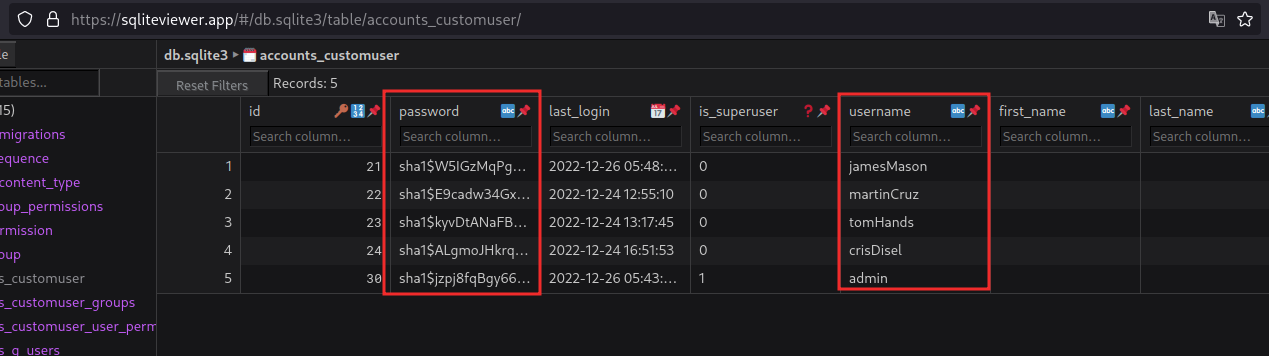 https://sqliteviewer.app/#/db.sqlite3/table/accounts_customuser/
le db.sqlite3 ▸ accounts_customuser
tables... Reset Filters Records: 5
15)
id password last_login is_superuser username first_name last_name
migrations Search column... Search column... Search column... Search column... Search column... Search column... Search column...
equence 1 21 sha1$W5IGzMqPg... 2022-12-26 05:48:... 0 jamesMason
content_type 2 22 sha1$E9cadw34Gx... 2022-12-24 12:55:10 0 martinCruz
oup_permissions
rmission 3 23 sha1$kyvDtANaFB... 2022-12-24 13:17:45 0 tomHands
oup 4 24 sha1$ALgmoJHkrq... 2022-12-24 16:51:53 0 crisDisel
s_customuser 5 30 sha1$jzpj8fqBgy66... 2022-12-26 05:43:... 1 admin
s_customuser_groups
s_customuser_user_perm
s_q_users